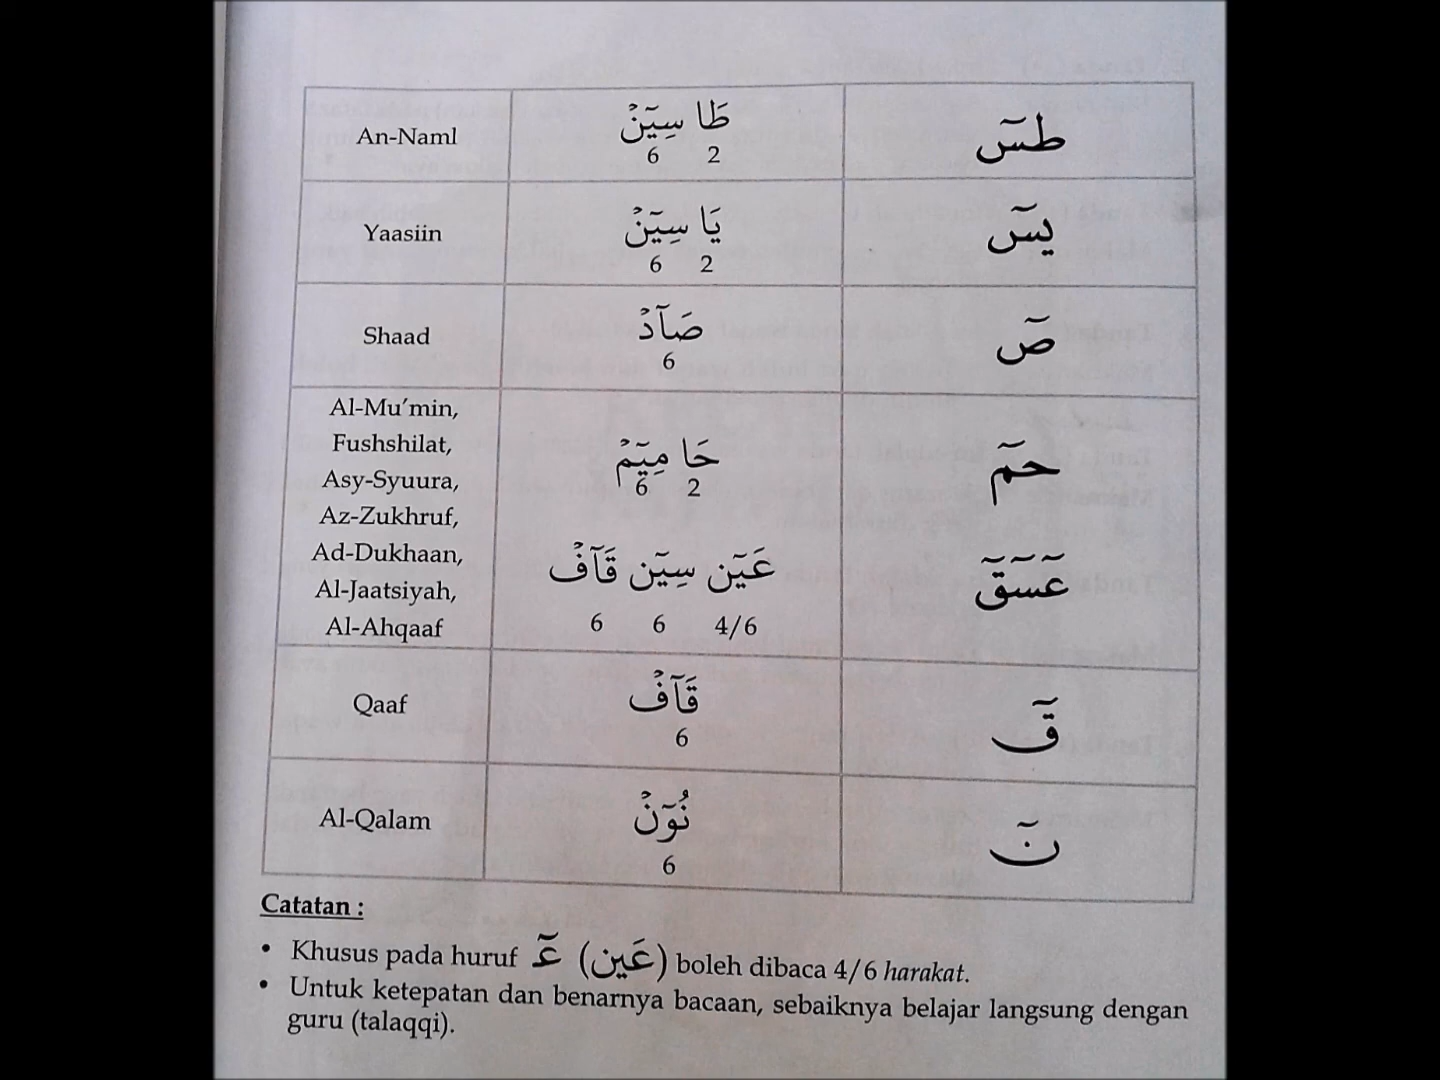 An-Naml
طَا سِيٓنْ
6 2
طسٓ
Yaasiin
يَا سِيٓنْ
6 2
يسٓ
Shaad
صَآدْ
6
صٓ
Al-Mu'min,
Fushshilat,
Asy-Syuura,
Az-Zukhruf,
Ad-Dukhaan,
Al-Jaatsiyah,
Al-Ahqaaf
حَا مِيٓمْ
6 2
عَيٓن سِيٓن قَآفْ
6 6 4/6
حمٓ
عٓسٓقٓ
Qaaf
قَآفْ
6
قٓ
Al-Qalam
نُوٓنْ
6
نٓ
Catatan :
• Khusus pada huruf عٓ (عَين) boleh dibaca 4/6 harakat.
• Untuk ketepatan dan benarnya bacaan, sebaiknya belajar langsung dengan
guru (talaqqi).